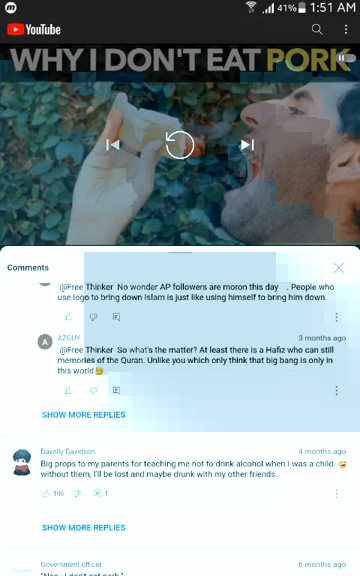 41% 1:51 AM
YouTube
WHY I DON'T EAT PORK
Comments
@Free Thinker No wonder AP followers are moron this day . People who
use logo to bring down Islam is just like using himself to bring him down.
A AZGUY 3 months ago
@Free Thinker So what's the matter? At least there is a Hafiz who can still
memories of the Quran. Unlike you which only think that big bang is only in
this world
SHOW MORE REPLIES
Davnlly Davidson 4 months ago
Big props to my parents for teaching me not to drink alcohol when I was a child.
without them, I'll be lost and maybe drunk with my other friends.
106 1
SHOW MORE REPLIES
Government officer 6 months ago